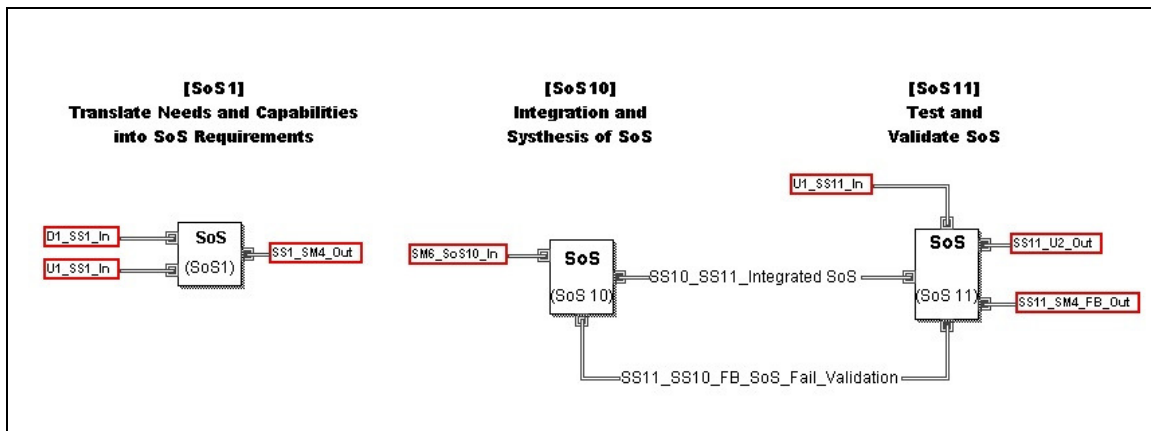 [SoS1]
Translate Needs and Capabilities
into SoS Requirements
[SoS10]
Integration and
Systhesis of SoS
[SoS11]
Test and
Validate SoS
D1_SS1_In
U1_SS1_In
SoS
(SoS1)
SS1_SM4_Out
SM6_SoS10_In
SoS
(SoS 10)
SS10_SS11_Integrated SoS
U1_SS11_In
SoS
(SoS 11)
SS11_U2_Out
SS11_SM4_FB_Out
SS11_SS10_FB_SoS_Fail_Validation